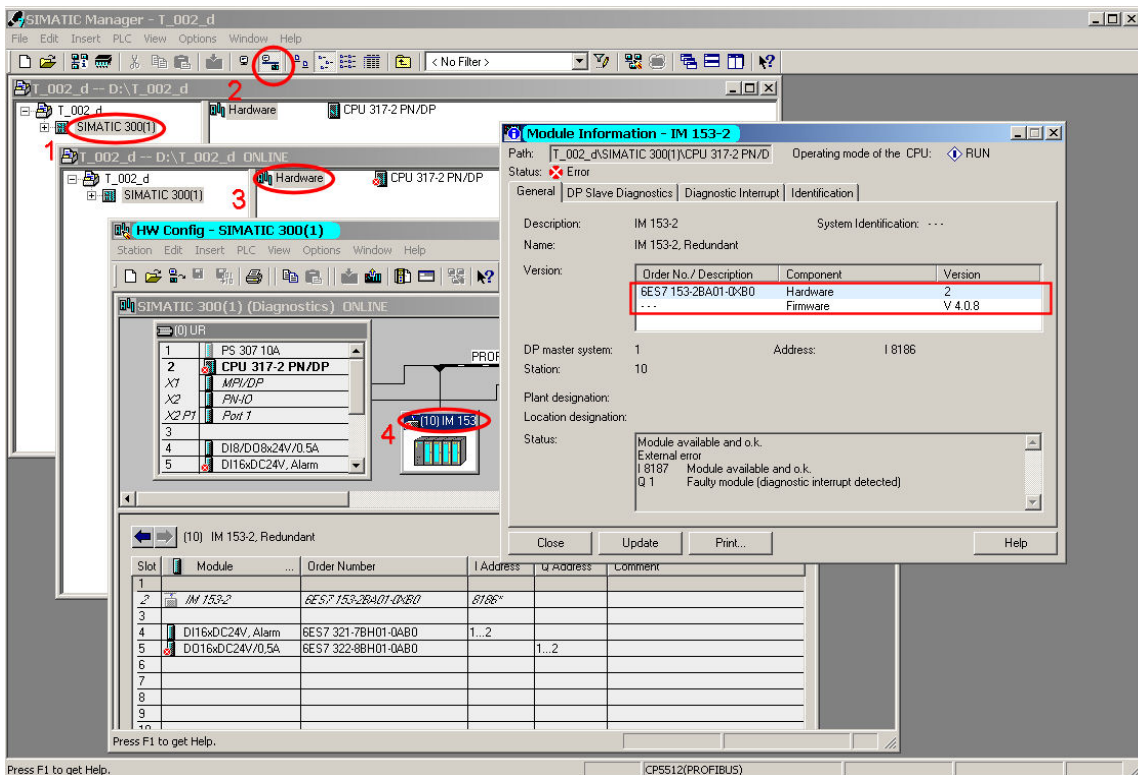 SIMATIC Manager - T_002_d
File Edit Insert PLC View Options Window Help
< No Filter >
2
T_002_d -- D:\T_002_d
T_002_d
SIMATIC 300(1)
Hardware
CPU 317-2 PN/DP
1
T_002_d -- D:\T_002_d ONLINE
T_002_d
SIMATIC 300(1)
3
Hardware
CPU 317-2 PN/DP
HW Config - SIMATIC 300(1)
Station Edit Insert PLC View Options Window Help
SIMATIC 300(1) (Diagnostics) ONLINE
(0) UR
1 PS 307 10A
2 CPU 317-2 PN/DP
X1 MPI/DP
X2 PN-IO
X2 P1 Port 1
3
4 DI8/DO8x24V/0.5A
5 DI16xDC24V, Alarm
4
(10) IM 153
(10) IM 153-2, Redundant
Slot Module ... Order Number I Address Q Address Comment
1
2 IM 153-2 6ES7 153-2BA01-0XB0 8186*
3
4 DI16xDC24V, Alarm 6ES7 321-7BH01-0AB0 1...2
5 DO16xDC24V/0,5A 6ES7 322-8BH01-0AB0 1...2
6
7
8
9
Press F1 to get Help.
Module Information - IM 153-2
Path: T_002_d\SIMATIC 300(1)\CPU 317-2 PN/D Operating mode of the CPU: RUN
Status: Error
General DP Slave Diagnostics Diagnostic Interrupt Identification
Description: IM 153-2 System Identification: - - -
Name: IM 153-2, Redundant
Version:
Order No./ Description Component Version
6ES7 153-2BA01-0XB0 Hardware 2
- - - Firmware V 4.0.8
DP master system: 1 Address: I 8186
Station: 10
Plant designation:
Location designation:
Status:
Module available and o.k.
External error
I 8187 Module available and o.k.
Q 1 Faulty module (diagnostic interrupt detected)
Close Update Print... Help
Press F1 to get Help.
CP5512(PROFIBUS)